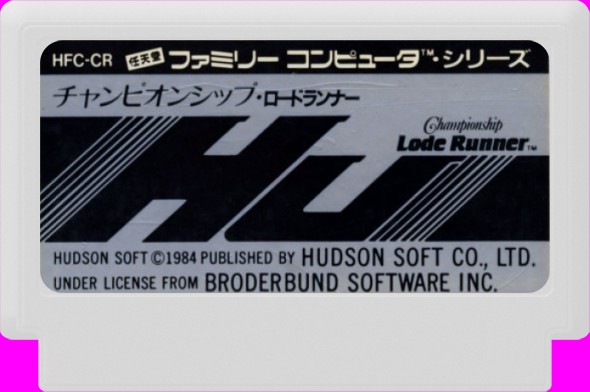 HFC-CR 任天堂 ファミリー コンピュータ™・シリーズ
チャンピオンシップ・ロードランナー
Championship
Lode Runner™
HU
HUDSON SOFT ©1984 PUBLISHED BY HUDSON SOFT CO., LTD.
UNDER LICENSE FROM BRODERBUND SOFTWARE INC.